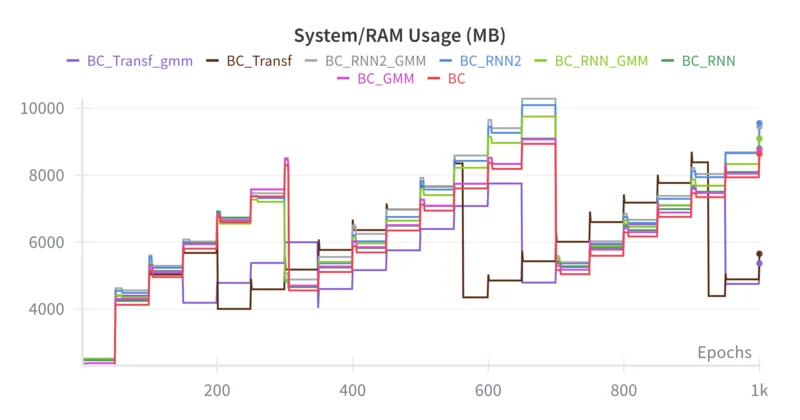 System/RAM Usage (MB)
BC_Transf_gmm BC_Transf BC_RNN2_GMM BC_RNN2 BC_RNN_GMM BC_RNN
BC_GMM BC
10000
8000
6000
4000
Epochs
200 400 600 800 1k